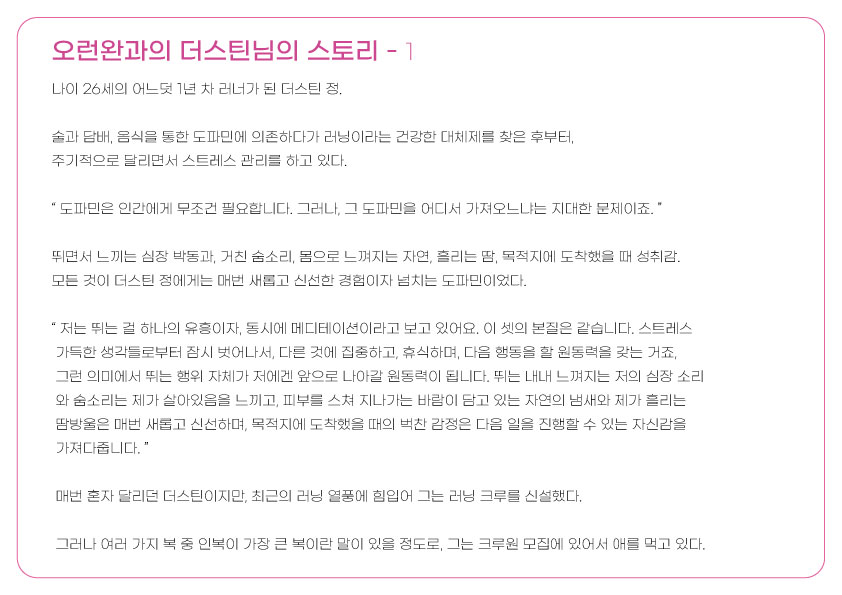 오런완과의 더스틴님의 스토리 - 1
나이 26세의 어느덧 1년 차 러너가 된 더스틴 정.
술과 담배, 음식을 통한 도파민에 의존하다가 러닝이라는 건강한 대체제를 찾은 후부터,
주기적으로 달리면서 스트레스 관리를 하고 있다.
“ 도파민은 인간에게 무조건 필요합니다. 그러나, 그 도파민을 어디서 가져오느냐는 지대한 문제이죠. ”
뛰면서 느끼는 심장 박동과, 거친 숨소리, 몸으로 느껴지는 자연, 흘리는 땀, 목적지에 도착했을 때 성취감.
모든 것이 더스틴 정에게는 매번 새롭고 신선한 경험이자 넘치는 도파민이었다.
“ 저는 뛰는 걸 하나의 유흥이자, 동시에 메디테이션이라고 보고 있어요. 이 셋의 본질은 같습니다. 스트레스
가득한 생각들로부터 잠시 벗어나서, 다른 것에 집중하고, 휴식하며, 다음 행동을 할 원동력을 갖는 거죠,
그런 의미에서 뛰는 행위 자체가 저에겐 앞으로 나아갈 원동력이 됩니다. 뛰는 내내 느껴지는 저의 심장 소리
와 숨소리는 제가 살아있음을 느끼고, 피부를 스쳐 지나가는 바람이 담고 있는 자연의 냄새와 제가 흘리는
땀방울은 매번 새롭고 신선하며, 목적지에 도착했을 때의 벅찬 감정은 다음 일을 진행할 수 있는 자신감을
가져다줍니다. ”
매번 혼자 달리던 더스틴이지만, 최근의 러닝 열풍에 힘입어 그는 러닝 크루를 신설했다.
그러나 여러 가지 복 중 인복이 가장 큰 복이란 말이 있을 정도로, 그는 크루원 모집에 있어서 애를 먹고 있다.